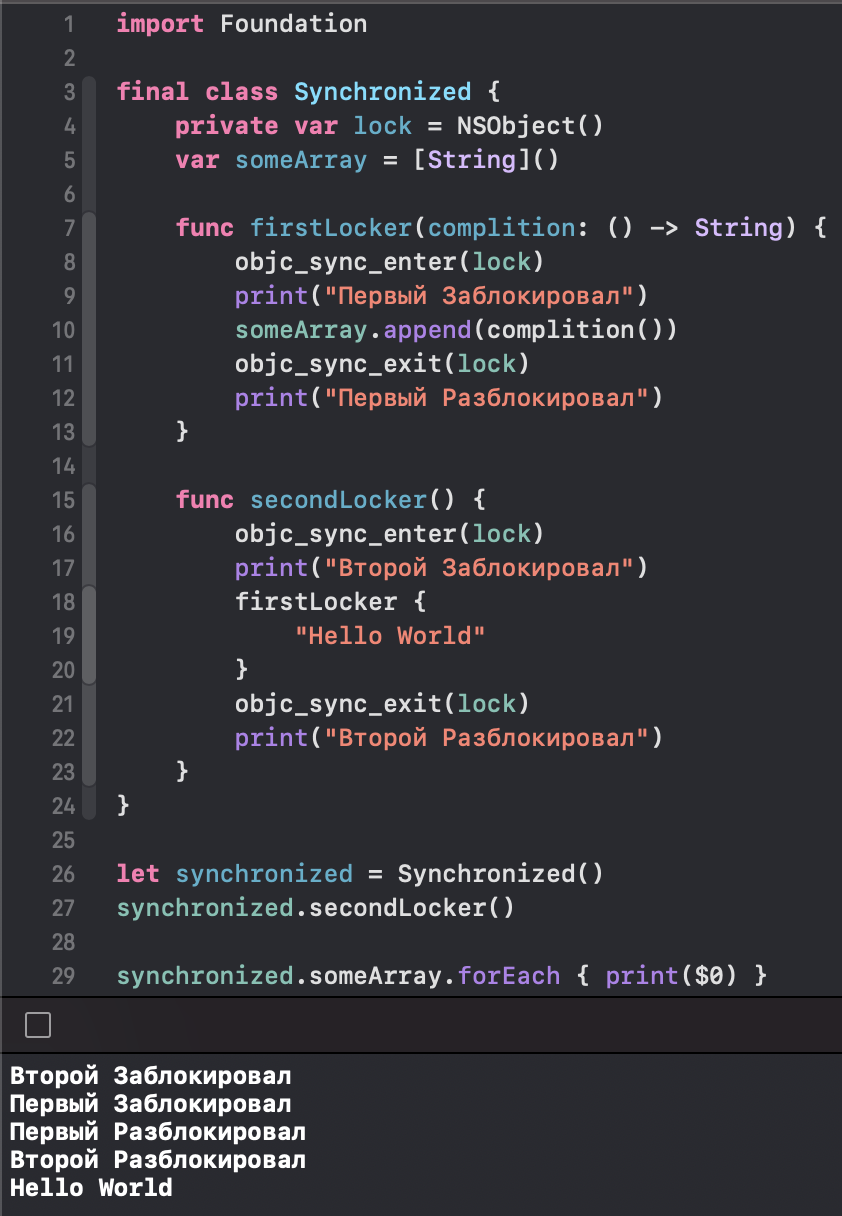 1 import Foundation
2
3 final class Synchronized {
4     private var lock = NSObject()
5     var someArray = [String]()
6
7     func firstLocker(complition: () -> String) {
8         objc_sync_enter(lock)
9         print("Первый Заблокировал")
10         someArray.append(complition())
11         objc_sync_exit(lock)
12         print("Первый Разблокировал")
13     }
14
15     func secondLocker() {
16         objc_sync_enter(lock)
17         print("Второй Заблокировал")
18         firstLocker {
19             "Hello World"
20         }
21         objc_sync_exit(lock)
22         print("Второй Разблокировал")
23     }
24 }
25
26 let synchronized = Synchronized()
27 synchronized.secondLocker()
28
29 synchronized.someArray.forEach { print($0) }
Второй Заблокировал
Первый Заблокировал
Первый Разблокировал
Второй Разблокировал
Hello World